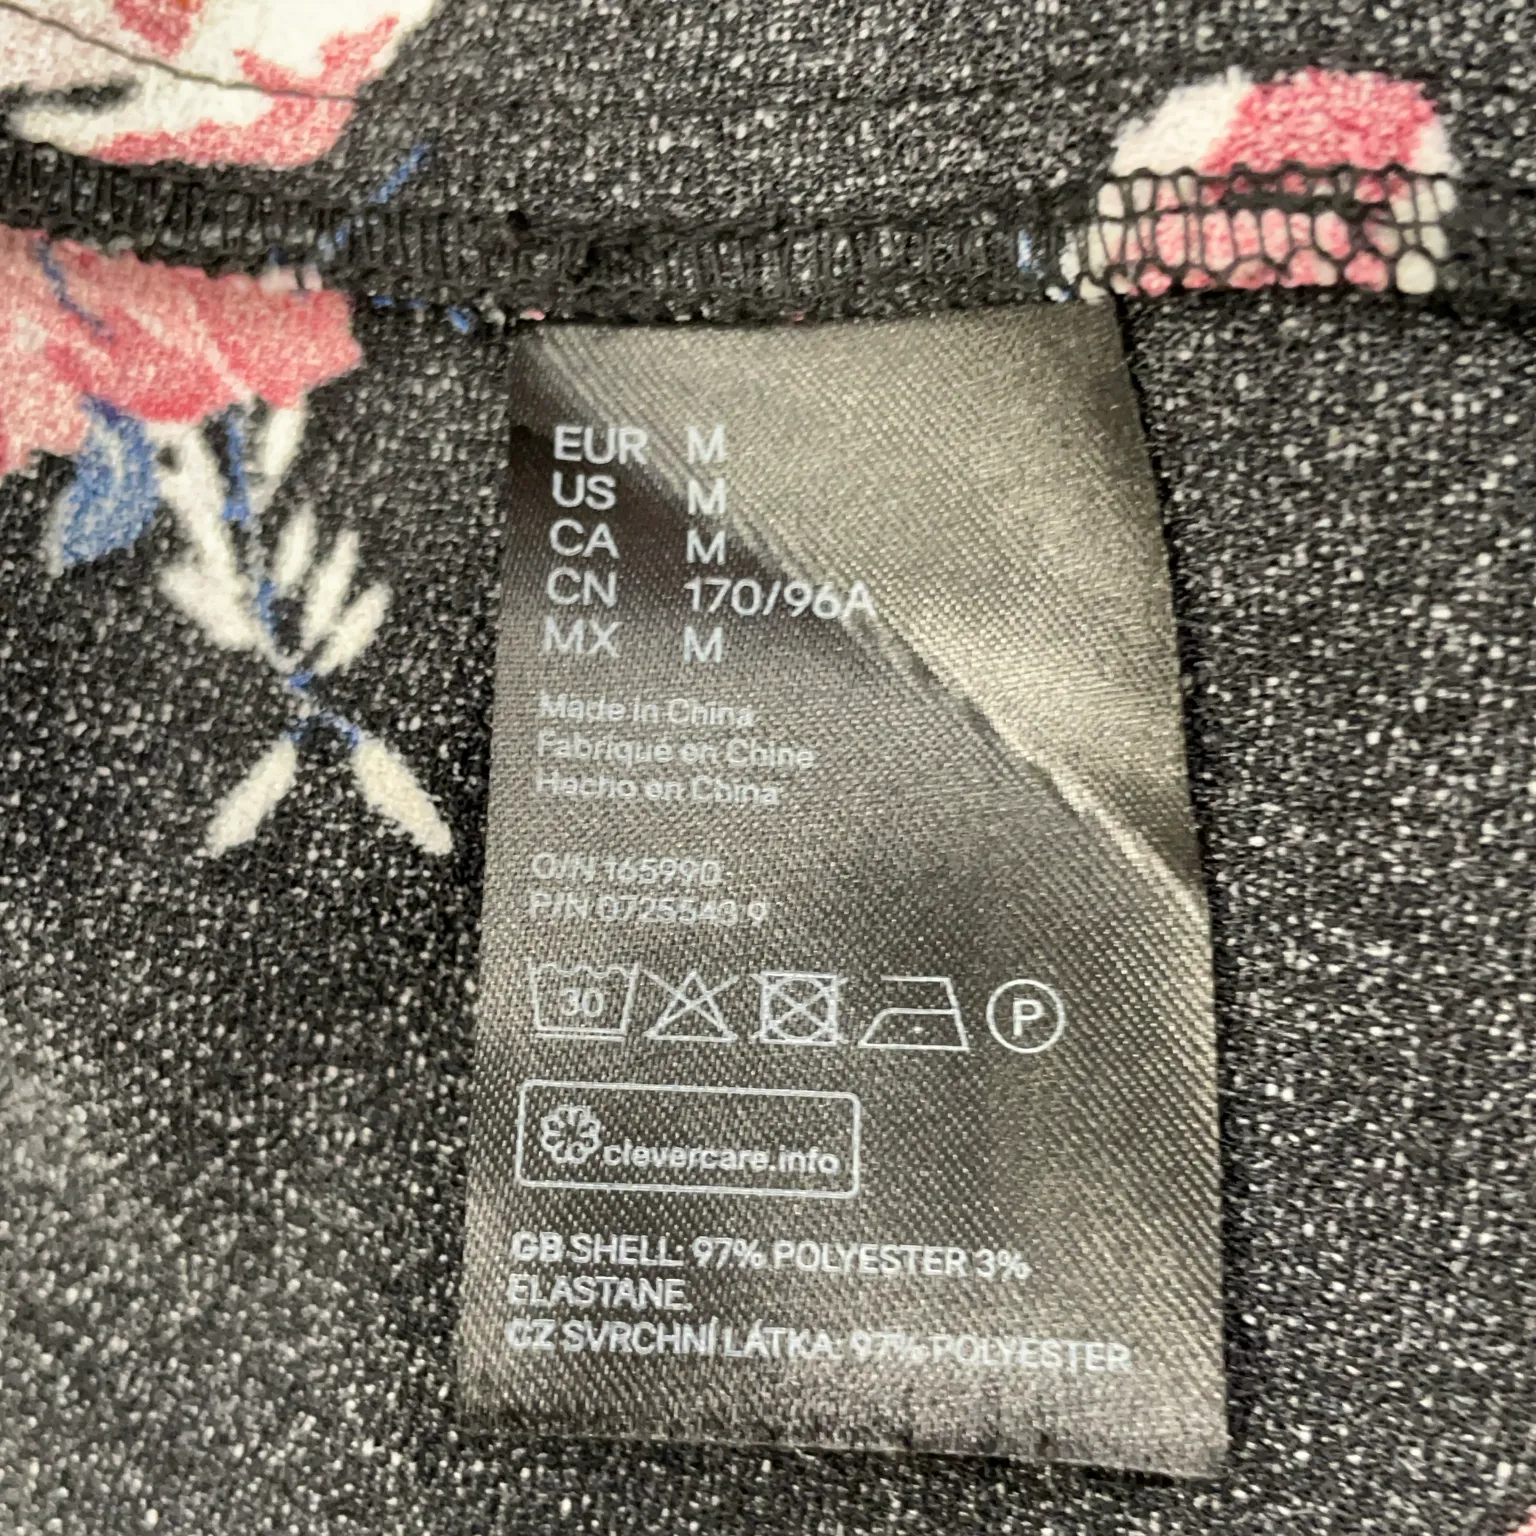 EUR M
US M
CA M
CN 170/96A
MX M
Made in China
Fabriqué en Chine
Hecho en China
O/N 165990
P/N 0725543 9
30
P
clevercare.info
GB SHELL: 97% POLYESTER 3%
ELASTANE.
CZ SVRCHNÍ LÁTKA: 97% POLYESTER